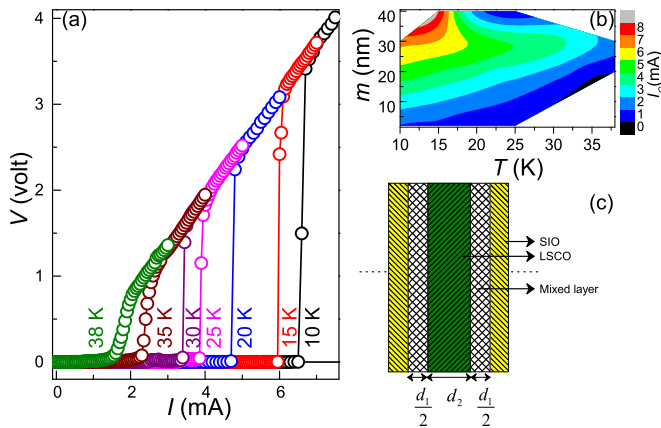 (a)
V (volt)
4
3
2
1
0
38 K
35 K
30 K
25 K
20 K
15 K
10 K
0
2
4
6
I (mA)
(b)
m (nm)
40
30
20
10
10
15
20
25
30
35
T (K)
8
7
6
5
4
3
2
1
0
(mA)
(c)
SIO
LSCO
Mixed layer
d₁/2
d₂
d₁/2